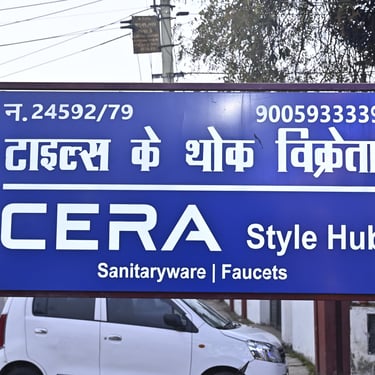 न. 24592/79 9005933339
टाइल्स के थोक विक्रेता
CERA Style Hub
Sanitaryware | Faucets